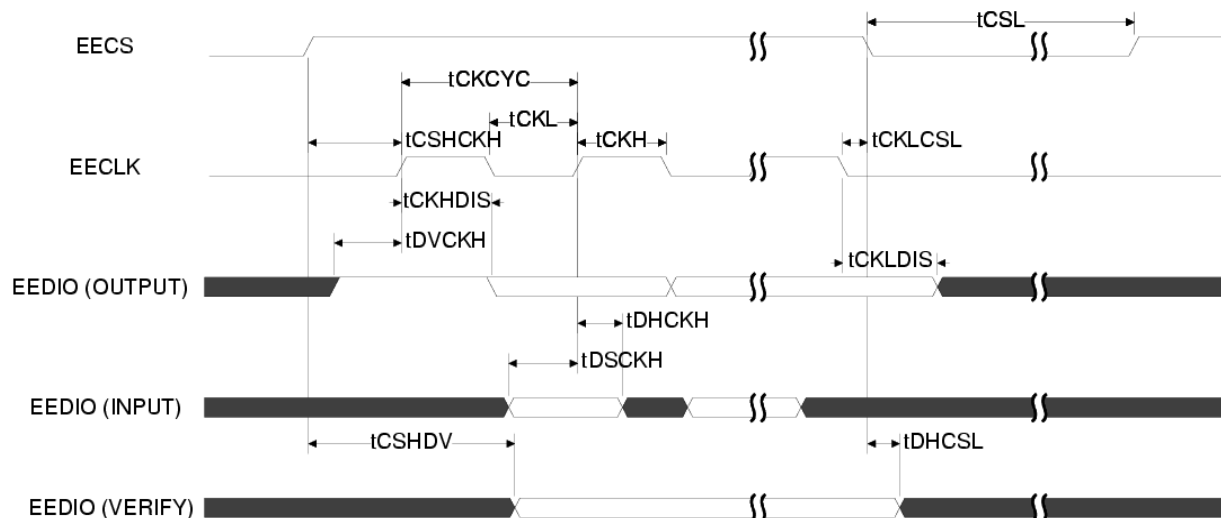 tCSL
EECS
tCKCYC
tCKL
tCSHCKH
tCKH
tCKLCSL
EECLK
tCKHDIS
tDVCKH
tCKLDIS
EEDIO (OUTPUT)
tDHCKH
tDSCKH
EEDIO (INPUT)
tCSHDV
tDHCSL
EEDIO (VERIFY)